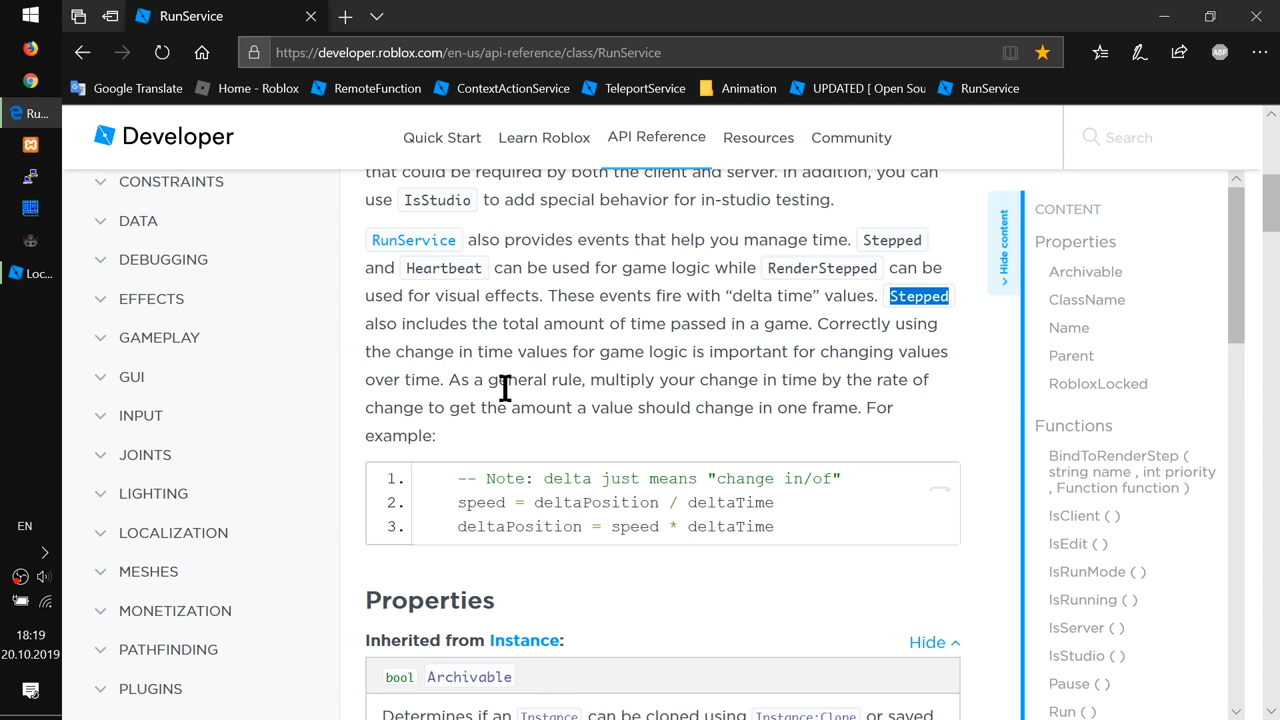 RunService
https://developer.roblox.com/en-us/api-reference/class/RunService
ABP
Google Translate
Home - Roblox
RemoteFunction
ContextActionService
TeleportService
Animation
UPDATED [ Open Sou
RunService
Ru...
Loc...
EN
18:19
20.10.2019
Developer
Quick Start
Learn Roblox
API Reference
Resources
Community
Search
CONSTRAINTS
DATA
DEBUGGING
EFFECTS
GAMEPLAY
GUI
INPUT
JOINTS
LIGHTING
LOCALIZATION
MESHES
MONETIZATION
PATHFINDING
PLUGINS
that could be required by both the client and server. In addition, you can
use IsStudio to add special behavior for in-studio testing.
RunService also provides events that help you manage time. Stepped
and Heartbeat can be used for game logic while RenderStepped can be
used for visual effects. These events fire with “delta time” values. Stepped
also includes the total amount of time passed in a game. Correctly using
the change in time values for game logic is important for changing values
over time. As a general rule, multiply your change in time by the rate of
change to get the amount a value should change in one frame. For
example:
1. -- Note: delta just means "change in/of"
2. speed = deltaPosition / deltaTime
3. deltaPosition = speed * deltaTime
Properties
Inherited from Instance:
Hide
bool Archivable
Determines if an Instance can be cloned using Instance:Clone or saved
Hide content
CONTENT
Properties
Archivable
ClassName
Name
Parent
RobloxLocked
Functions
BindToRenderStep (
string name , int priority
, Function function )
IsClient ( )
IsEdit ( )
IsRunMode ( )
IsRunning ( )
IsServer ( )
IsStudio ( )
Pause ( )
Run ( )